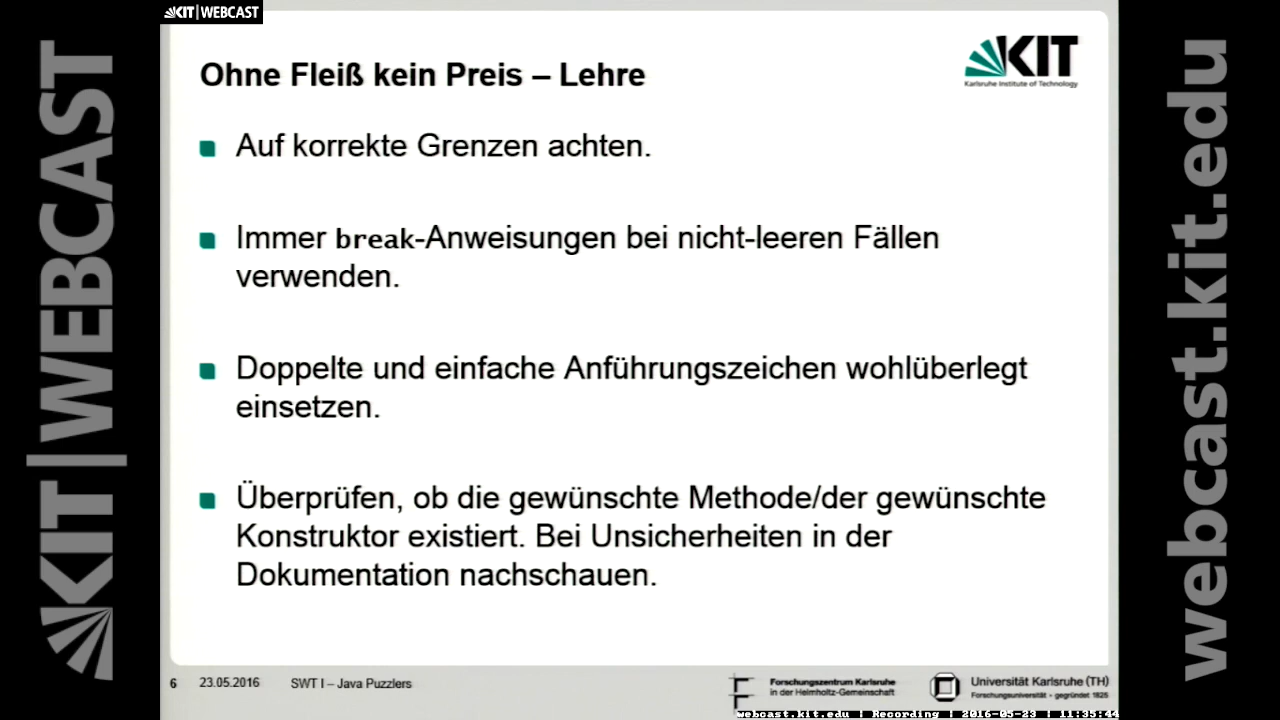 KIT|WEBCAST
KIT|WEBCAST
webcast.kit.edu
Ohne Fleiß kein Preis – Lehre
KIT
Karlsruhe Institute of Technology
Auf korrekte Grenzen achten.
Immer break-Anweisungen bei nicht-leeren Fällen
verwenden.
Doppelte und einfache Anführungszeichen wohlüberlegt
einsetzen.
Überprüfen, ob die gewünschte Methode/der gewünschte
Konstruktor existiert. Bei Unsicherheiten in der
Dokumentation nachschauen.
6 23.05.2016 SWT I – Java Puzzlers
Forschungszentrum Karlsruhe
in der Helmholtz-Gemeinschaft
Universität Karlsruhe (TH)
Forschungsuniversität · gegründet 1825
webcast.kit.edu | Recording | 2016-05-23 | 11:35:44